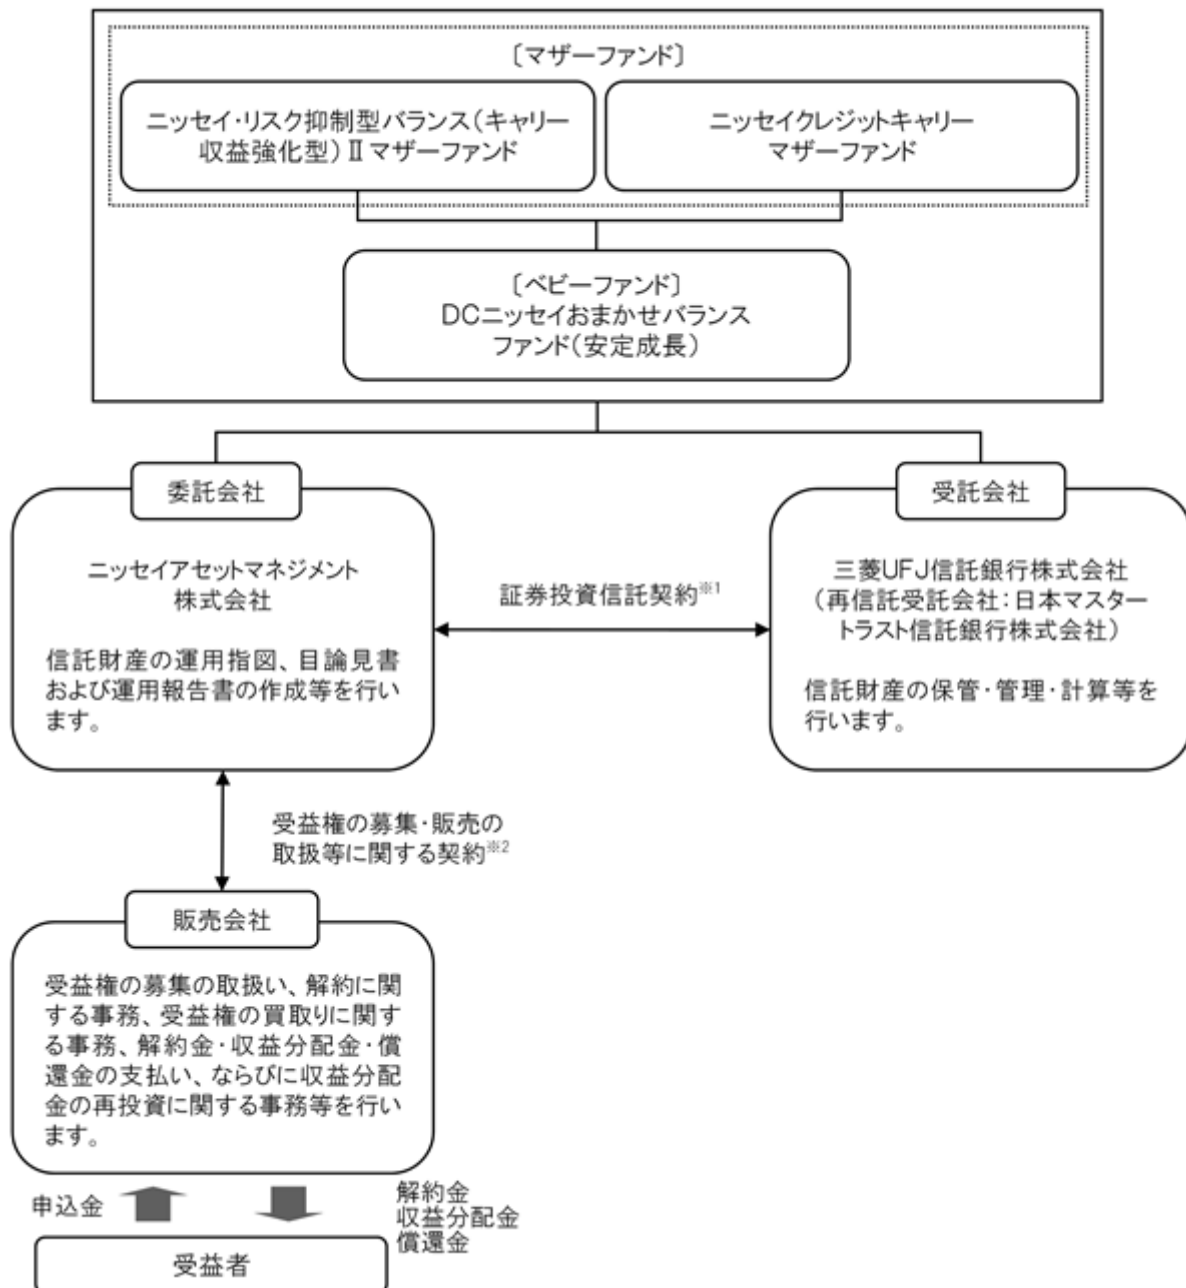 〔マザーファンド〕
ニッセイ・リスク抑制型バランス（キャリー
収益強化型）Ⅱマザーファンド
ニッセイクレジットキャリー
マザーファンド
〔ベビーファンド〕
DCニッセイおまかせバランス
ファンド（安定成長）
委託会社
ニッセイアセットマネジメント
株式会社
信託財産の運用指図、目論見書
および運用報告書の作成等を行い
ます。
証券投資信託契約※1
受託会社
三菱UFJ信託銀行株式会社
（再信託受託会社：日本マスター
トラスト信託銀行株式会社）
信託財産の保管・管理・計算等を
行います。
受益権の募集・販売の
取扱等に関する契約※2
販売会社
受益権の募集の取扱い、解約に関
する事務、受益権の買取りに関す
る事務、解約金・収益分配金・償
還金の支払い、ならびに収益分配
金の再投資に関する事務等を行い
ます。
申込金
解約金
収益分配金
償還金
受益者